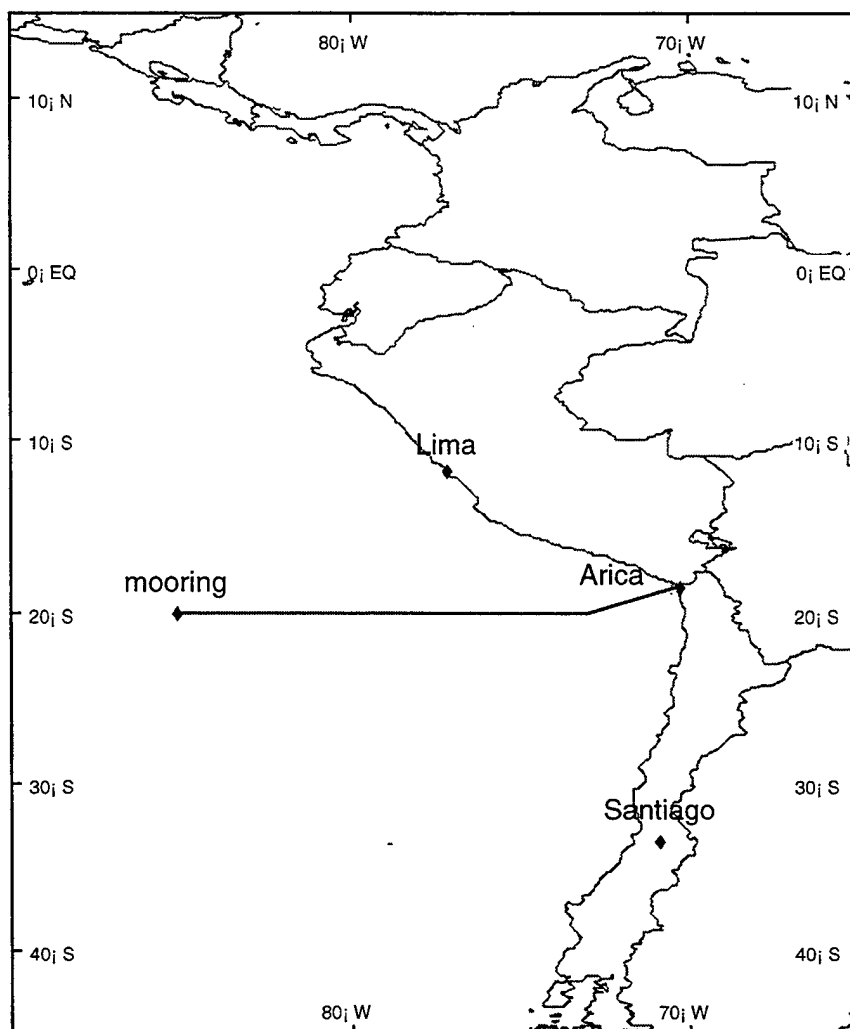 80¡ W 70¡ W
10¡ N 10¡ N
0¡ EQ 0¡ EQ
10¡ S 10¡ S
Lima
mooring
Arica
20¡ S 20¡ S
30¡ S 30¡ S
Santiago
40¡ S 40¡ S
80¡ W 70¡ W